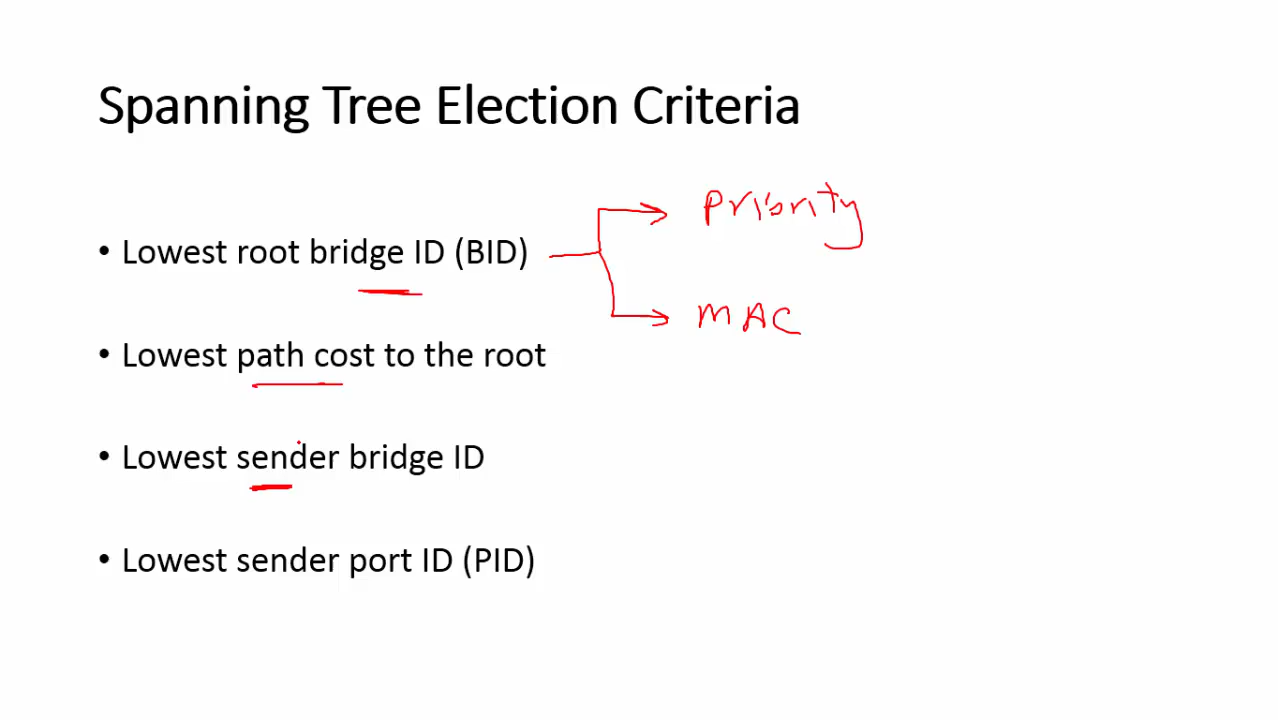 Spanning Tree Election Criteria
• Lowest root bridge ID (BID)
Priority
MAC
• Lowest path cost to the root
• Lowest sender bridge ID
• Lowest sender port ID (PID)